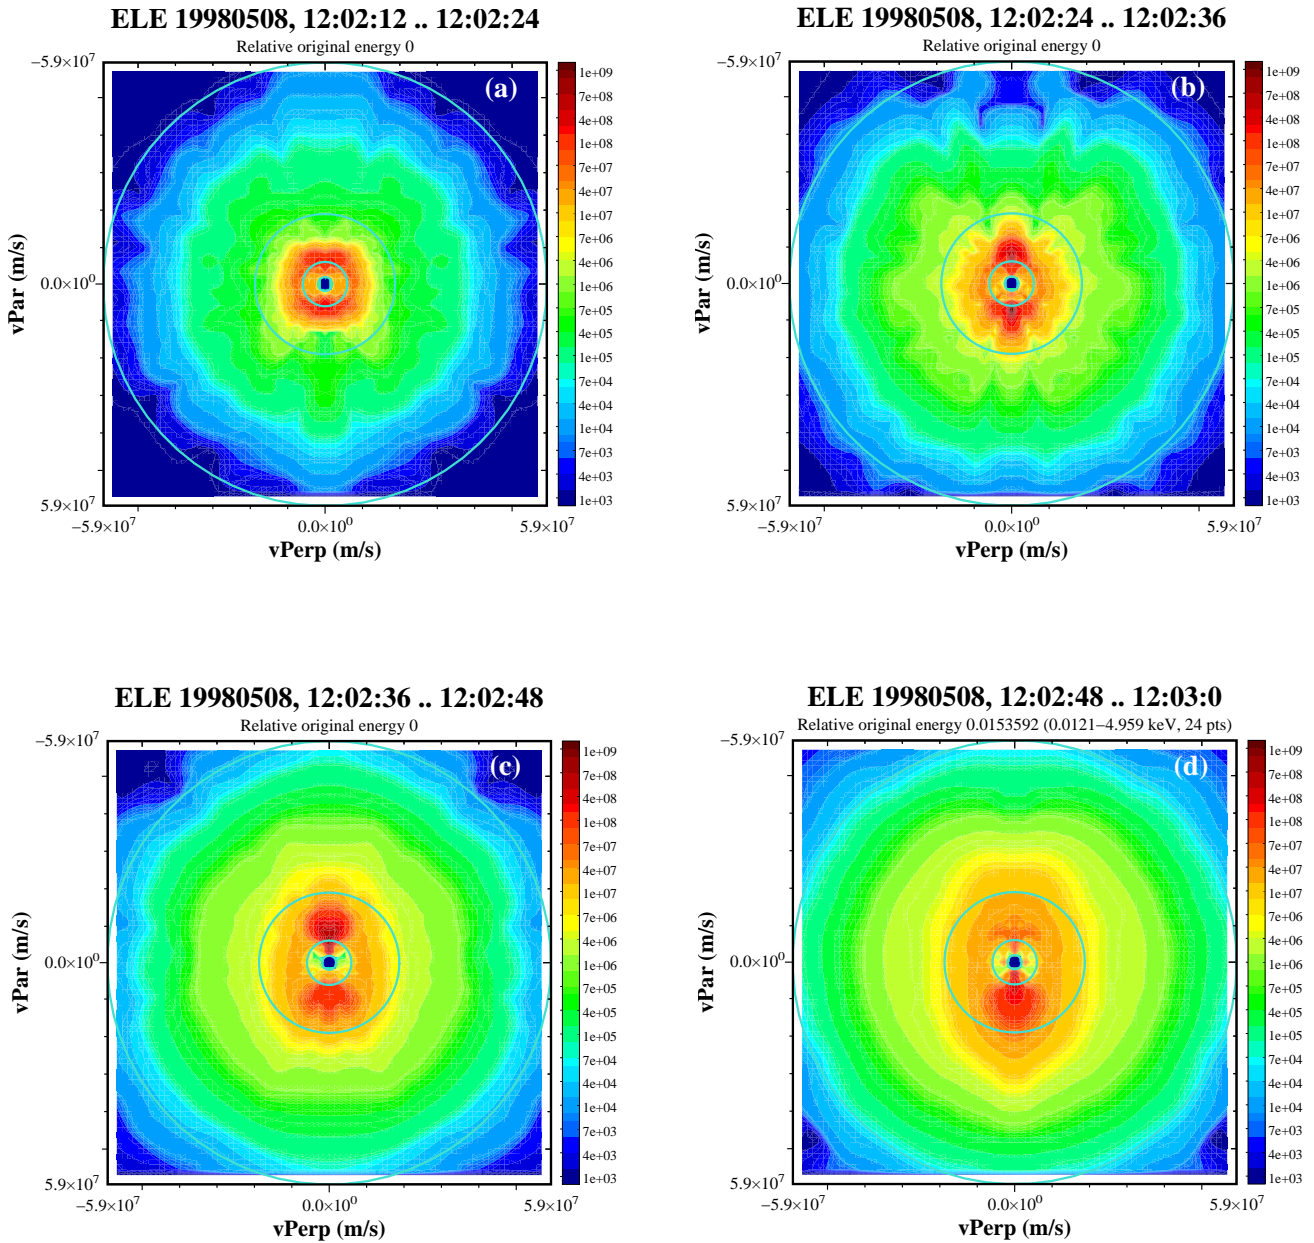 ELE 19980508, 12:02:12 .. 12:02:24
Relative original energy 0
(a)
−5.9×10⁷
0.0×10⁰
5.9×10⁷
vPar (m/s)
−5.9×10⁷
0.0×10⁰
5.9×10⁷
vPerp (m/s)
1e+09
7e+08
4e+08
1e+08
7e+07
4e+07
1e+07
7e+06
4e+06
1e+06
7e+05
4e+05
1e+05
7e+04
4e+04
1e+04
7e+03
4e+03
1e+03
ELE 19980508, 12:02:24 .. 12:02:36
Relative original energy 0
(b)
−5.9×10⁷
0.0×10⁰
5.9×10⁷
vPar (m/s)
−5.9×10⁷
0.0×10⁰
5.9×10⁷
vPerp (m/s)
1e+09
7e+08
4e+08
1e+08
7e+07
4e+07
1e+07
7e+06
4e+06
1e+06
7e+05
4e+05
1e+05
7e+04
4e+04
1e+04
7e+03
4e+03
1e+03
ELE 19980508, 12:02:36 .. 12:02:48
Relative original energy 0
(c)
−5.9×10⁷
0.0×10⁰
5.9×10⁷
vPar (m/s)
−5.9×10⁷
0.0×10⁰
5.9×10⁷
vPerp (m/s)
1e+09
7e+08
4e+08
1e+08
7e+07
4e+07
1e+07
7e+06
4e+06
1e+06
7e+05
4e+05
1e+05
7e+04
4e+04
1e+04
7e+03
4e+03
1e+03
ELE 19980508, 12:02:48 .. 12:03:0
Relative original energy 0.0153592 (0.0121−4.959 keV, 24 pts)
(d)
−5.9×10⁷
0.0×10⁰
5.9×10⁷
vPar (m/s)
−5.9×10⁷
0.0×10⁰
5.9×10⁷
vPerp (m/s)
1e+09
7e+08
4e+08
1e+08
7e+07
4e+07
1e+07
7e+06
4e+06
1e+06
7e+05
4e+05
1e+05
7e+04
4e+04
1e+04
7e+03
4e+03
1e+03